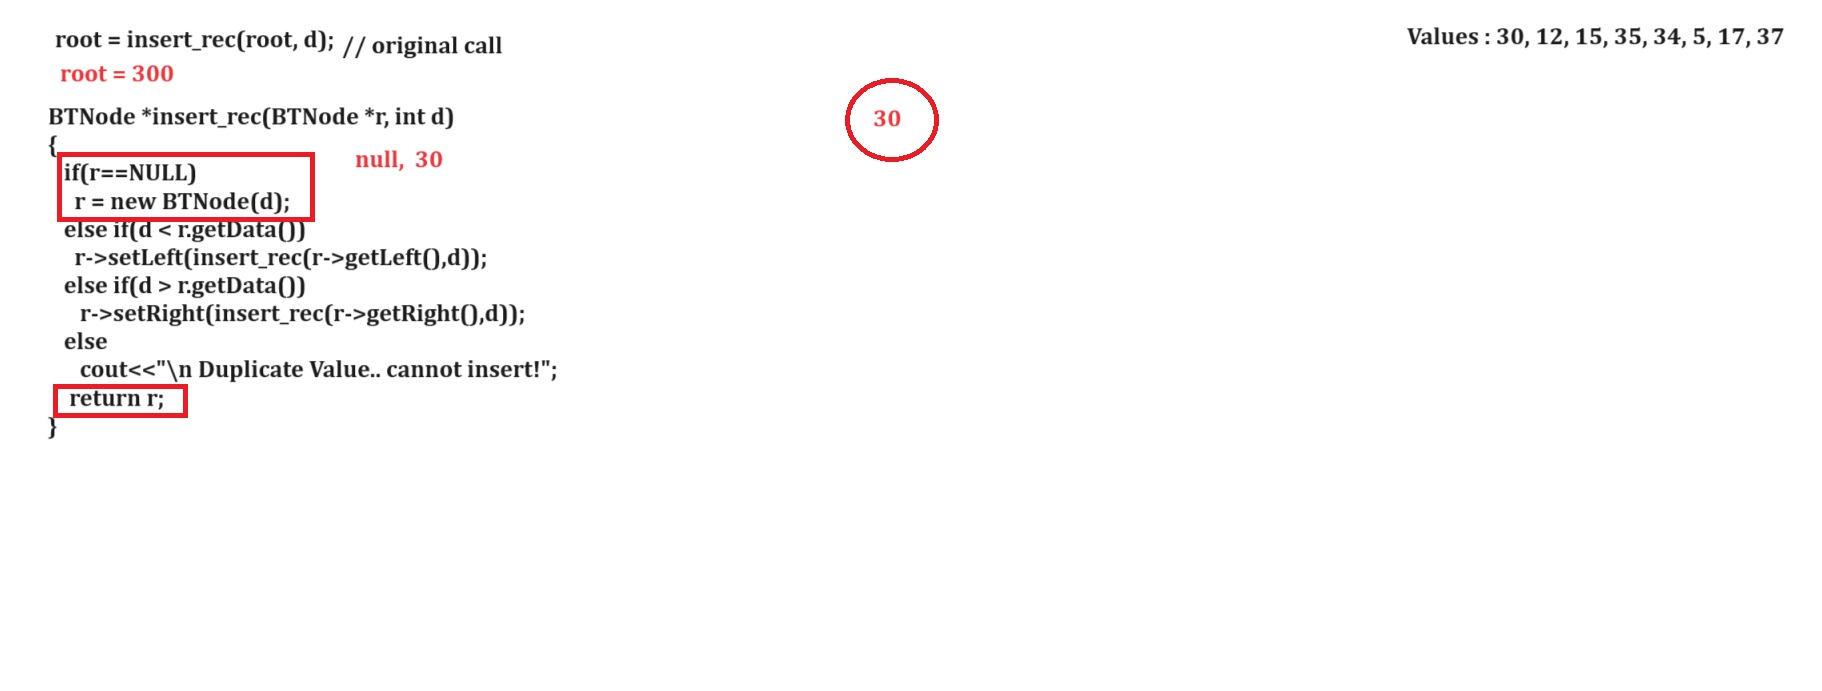 root = insert_rec(root, d); // original call
Values : 30, 12, 15, 35, 34, 5, 17, 37
root = 300
BTNode *insert_rec(BTNode *r, int d)
30
{
null, 30
if(r==NULL)
r = new BTNode(d);
else if(d < r.getData())
r->setLeft(insert_rec(r->getLeft(),d));
else if(d > r.getData())
r->setRight(insert_rec(r->getRight(),d));
else
cout<<"\n Duplicate Value.. cannot insert!";
return r;
}